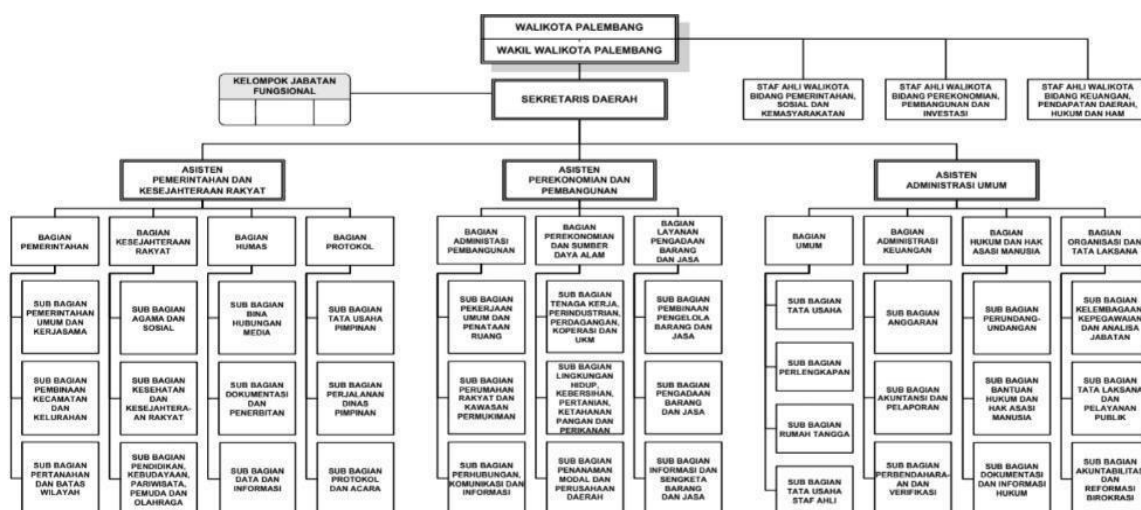 WALIKOTA PALEMBANG
WAKIL WALIKOTA PALEMBANG
KELOMPOK JABATAN
FUNGSIONAL
SEKRETARIS DAERAH
STAF AHLI WALIKOTA
BIDANG PEMERINTAHAN,
SOSIAL DAN
KEMASYARAKATAN
STAF AHLI WALIKOTA
BIDANG PEREKONOMIAN,
PEMBANGUNAN DAN
INVESTASI
STAF AHLI WALIKOTA
BIDANG KEUANGAN,
PENDAPATAN DAERAH,
HUKUM DAN HAM
ASISTEN
PEMERINTAHAN DAN
KESEJAHTERAAN RAKYAT
ASISTEN
PEREKONOMIAN DAN
PEMBANGUNAN
ASISTEN
ADMINISTRASI UMUM
BAGIAN
PEMERINTAHAN
BAGIAN
KESEJAHTERAAN
RAKYAT
BAGIAN
HUMAS
BAGIAN
PROTOKOL
BAGIAN
ADMINISTASI
PEMBANGUNAN
BAGIAN
PEREKONOMIAN
DAN SUMBER
DAYA ALAM
BAGIAN
LAYANAN
PENGADAAN
BARANG
DAN JASA
BAGIAN
UMUM
BAGIAN
ADMINISTRASI
KEUANGAN
BAGIAN
HUKUM DAN HAK
ASASI MANUSIA
BAGIAN
ORGANISASI DAN
TATA LAKSANA
SUB BAGIAN
PEMERINTAHAN
UMUM DAN
KERJASAMA
SUB BAGIAN
AGAMA DAN
SOSIAL
SUB BAGIAN
BINA
HUBUNGAN
MEDIA
SUB BAGIAN
TATA USAHA
PIMPINAN
SUB BAGIAN
PEKERJAAN
UMUM DAN
PENATAAN
RUANG
SUB BAGIAN
TENAGA KERJA,
PERINDUSTRIAN,
PERDAGANGAN,
KOPERASI DAN
UKM
SUB BAGIAN
PEMBINAAN
PENGELOLA
BARANG DAN
JASA
SUB BAGIAN
TATA USAHA
SUB BAGIAN
ANGGARAN
SUB BAGIAN
PERUNDANG-
UNDANGAN
SUB BAGIAN
KELEMBAGAAN
KEPEGAWAIAN
DAN ANALISA
JABATAN
SUB BAGIAN
PEMBINAAN
KECAMATAN
DAN
KELURAHAN
SUB BAGIAN
KESEHATAN
DAN
KESEJAHTERA-
AN RAKYAT
SUB BAGIAN
DOKUMENTASI
DAN
PENERBITAN
SUB BAGIAN
PERJALANAN
DINAS
PIMPINAN
SUB BAGIAN
PERUMAHAN
RAKYAT DAN
KAWASAN
PERMUKIMAN
SUB BAGIAN
LINGKUNGAN
HIDUP,
KEBERSIHAN,
PERTANIAN,
KETAHANAN
PANGAN DAN
PERIKANAN
SUB BAGIAN
PENGADAAN
BARANG
DAN JASA
SUB BAGIAN
PERLENGKAPAN
SUB BAGIAN
AKUNTANSI DAN
PELAPORAN
SUB BAGIAN
BANTUAN
HUKUM DAN
HAK ASASI
MANUSIA
SUB BAGIAN
TATA LAKSANA
DAN
PELAYANAN
PUBLIK
SUB BAGIAN
RUMAH TANGGA
SUB BAGIAN
PERTANAHAN
DAN BATAS
WILAYAH
SUB BAGIAN
PENDIDIKAN,
KEBUDAYAAN,
PARIWISATA,
PEMUDA DAN
OLAHRAGA
SUB BAGIAN
DATA DAN
INFORMASI
SUB BAGIAN
PROTOKOL
DAN ACARA
SUB BAGIAN
PERHUBUNGAN,
KOMUNIKASI DAN
INFORMASI
SUB BAGIAN
PENANAMAN
MODAL DAN
PERUSAHAAN
DAERAH
SUB BAGIAN
INFORMASI DAN
SENGKETA
BARANG
DAN JASA
SUB BAGIAN
TATA USAHA
STAF AHLI
SUB BAGIAN
PERBENDAHARA-
AN DAN
VERIFIKASI
SUB BAGIAN
DOKUMENTASI
DAN INFORMASI
HUKUM
SUB BAGIAN
AKUNTABILITAS
DAN
REFORMASI
BIROKRASI